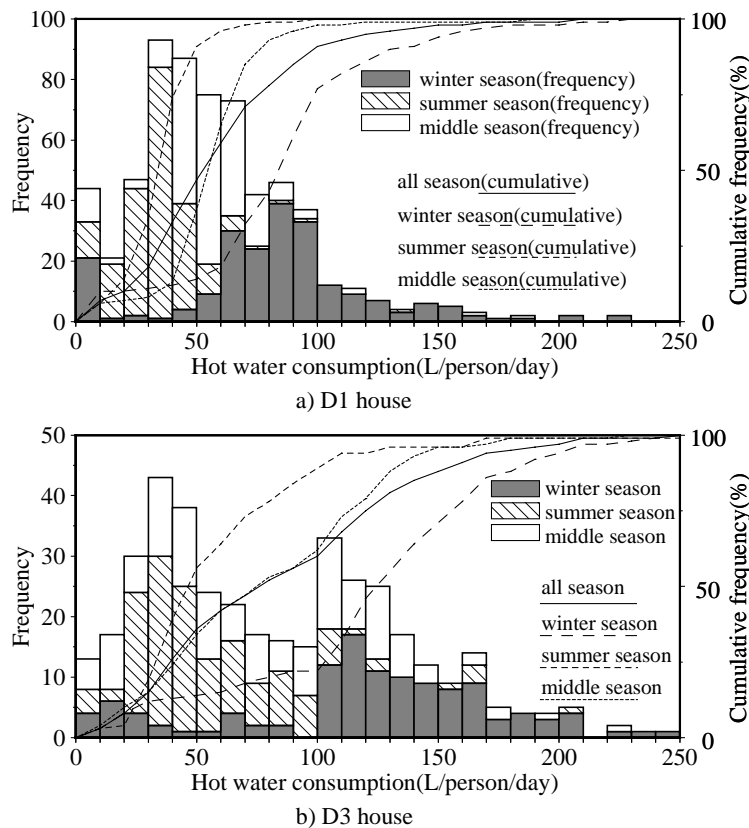 100
80
60
40
20
0
Frequency
100
50
0
Cumulative frequency(%)
winter season(frequency)
summer season(frequency)
middle season(frequency)
all season(cumulative)
winter season(cumulative)
summer season(cumulative)
middle season(cumulative)
0 50 100 150 200 250
Hot water consumption(L/person/day)
a) D1 house
50
40
30
20
10
0
Frequency
100
50
0
Cumulative frequency(%)
winter season
summer season
middle season
all season
winter season
summer season
middle season
0 50 100 150 200 250
Hot water consumption(L/person/day)
b) D3 house